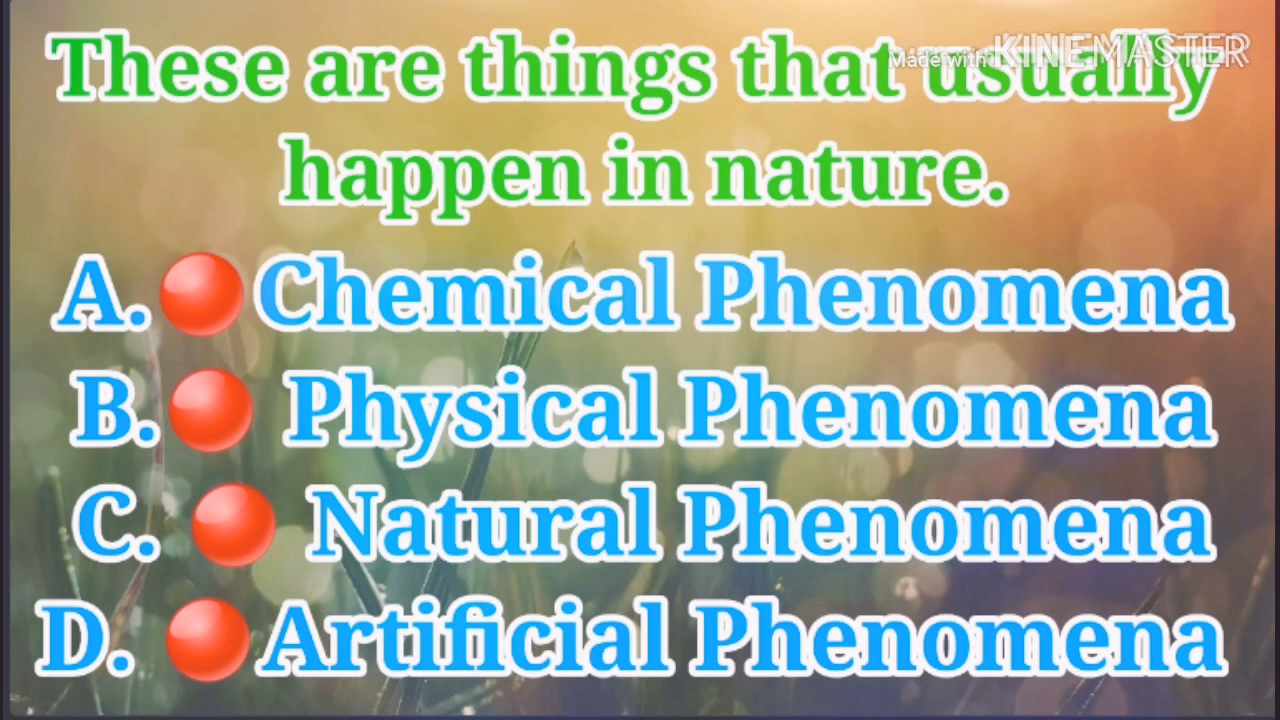 These are things that usually
Made with KINEMASTER
happen in nature.
A. Chemical Phenomena
B. Physical Phenomena
C. Natural Phenomena
D. Artificial Phenomena